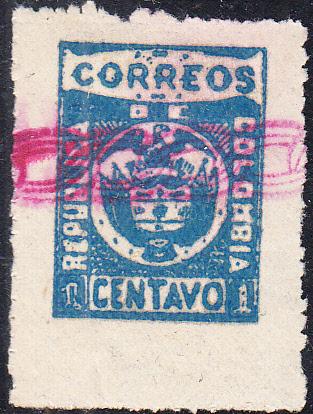 CORREOS
DE
REPUBLICA
COLOMBIA
1 CENTAVO 1